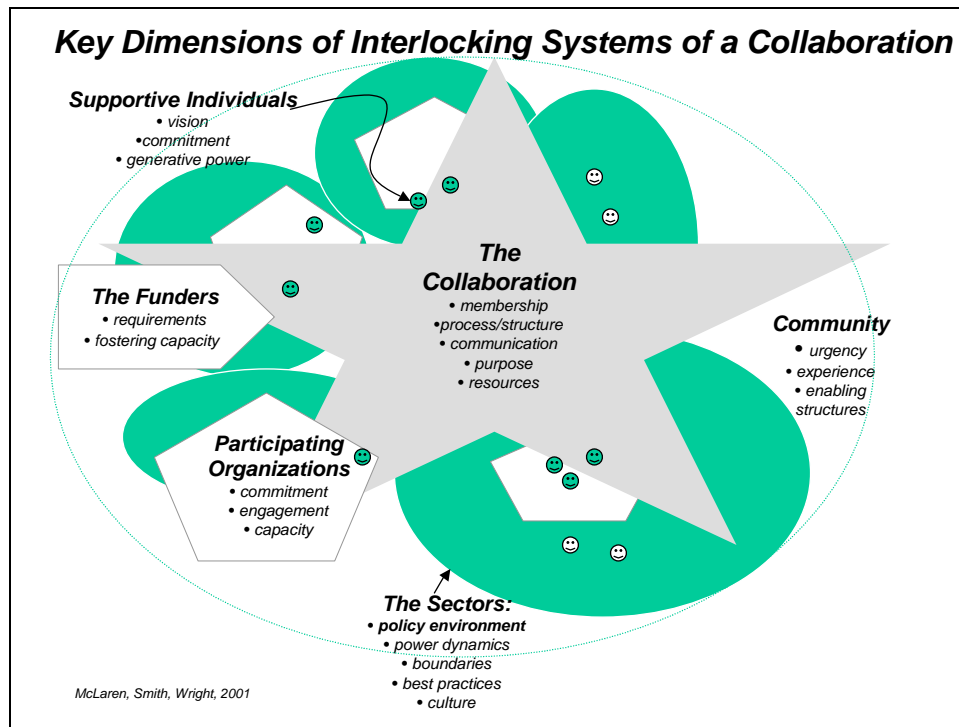 Key Dimensions of Interlocking Systems of a Collaboration
Supportive Individuals
• vision
•commitment
• generative power
The
Collaboration
• membership
•process/structure
• communication
• purpose
• resources
The Funders
• requirements
• fostering capacity
Community
• urgency
• experience
• enabling
structures
Participating
Organizations
• commitment
• engagement
• capacity
The Sectors:
• policy environment
• power dynamics
• boundaries
• best practices
• culture
McLaren, Smith, Wright, 2001